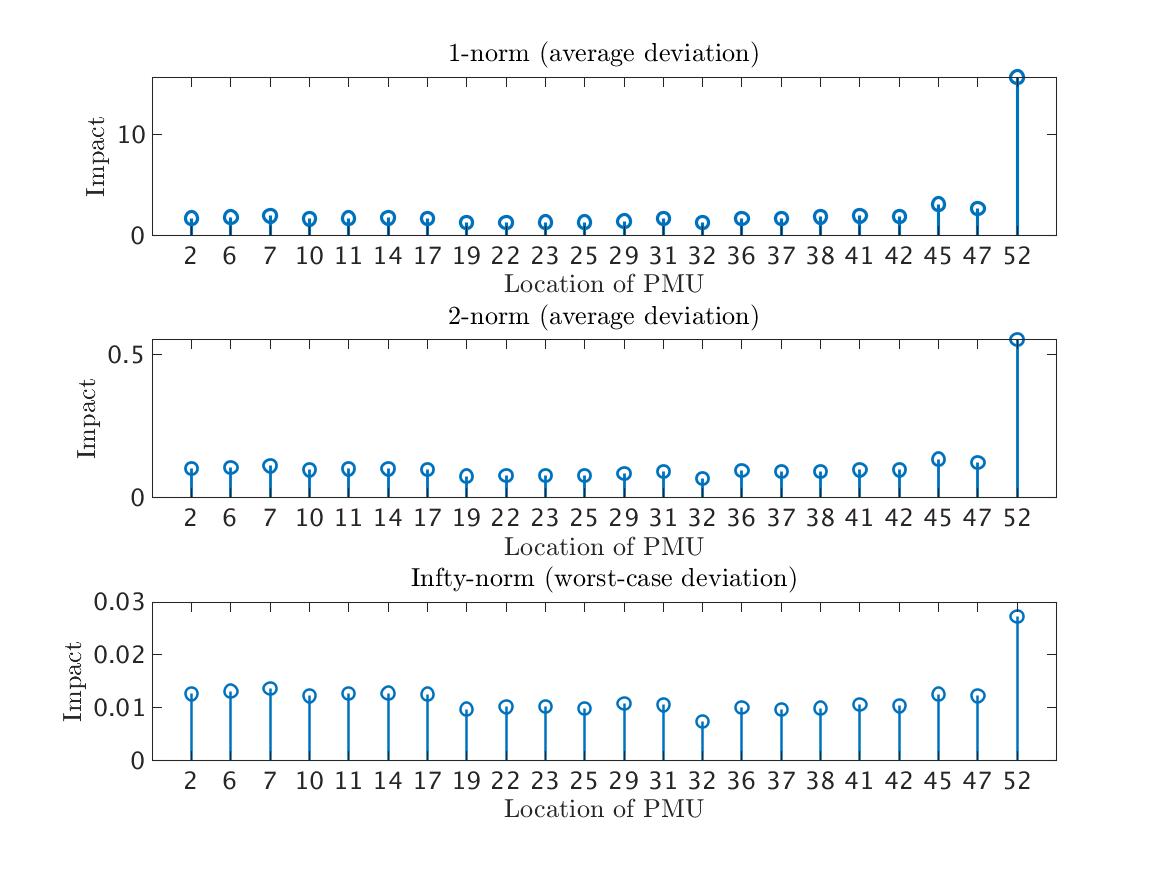 1-norm (average deviation)
Impact
10
0
2 6 7 10 11 14 17 19 22 23 25 29 31 32 36 37 38 41 42 45 47 52
Location of PMU
2-norm (average deviation)
Impact
0.5
0
2 6 7 10 11 14 17 19 22 23 25 29 31 32 36 37 38 41 42 45 47 52
Location of PMU
Infty-norm (worst-case deviation)
Impact
0.03
0.02
0.01
0
2 6 7 10 11 14 17 19 22 23 25 29 31 32 36 37 38 41 42 45 47 52
Location of PMU